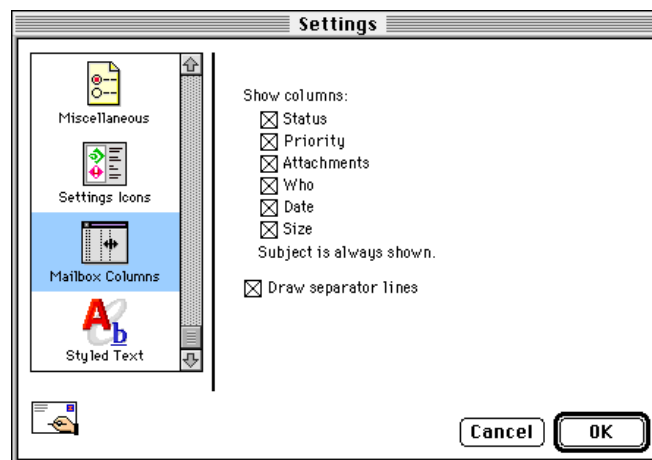 Settings
Miscellaneous
Settings Icons
Mailbox Columns
Styled Text
Show columns:
Status
Priority
Attachments
Who
Date
Size
Subject is always shown.
Draw separator lines
Cancel
OK